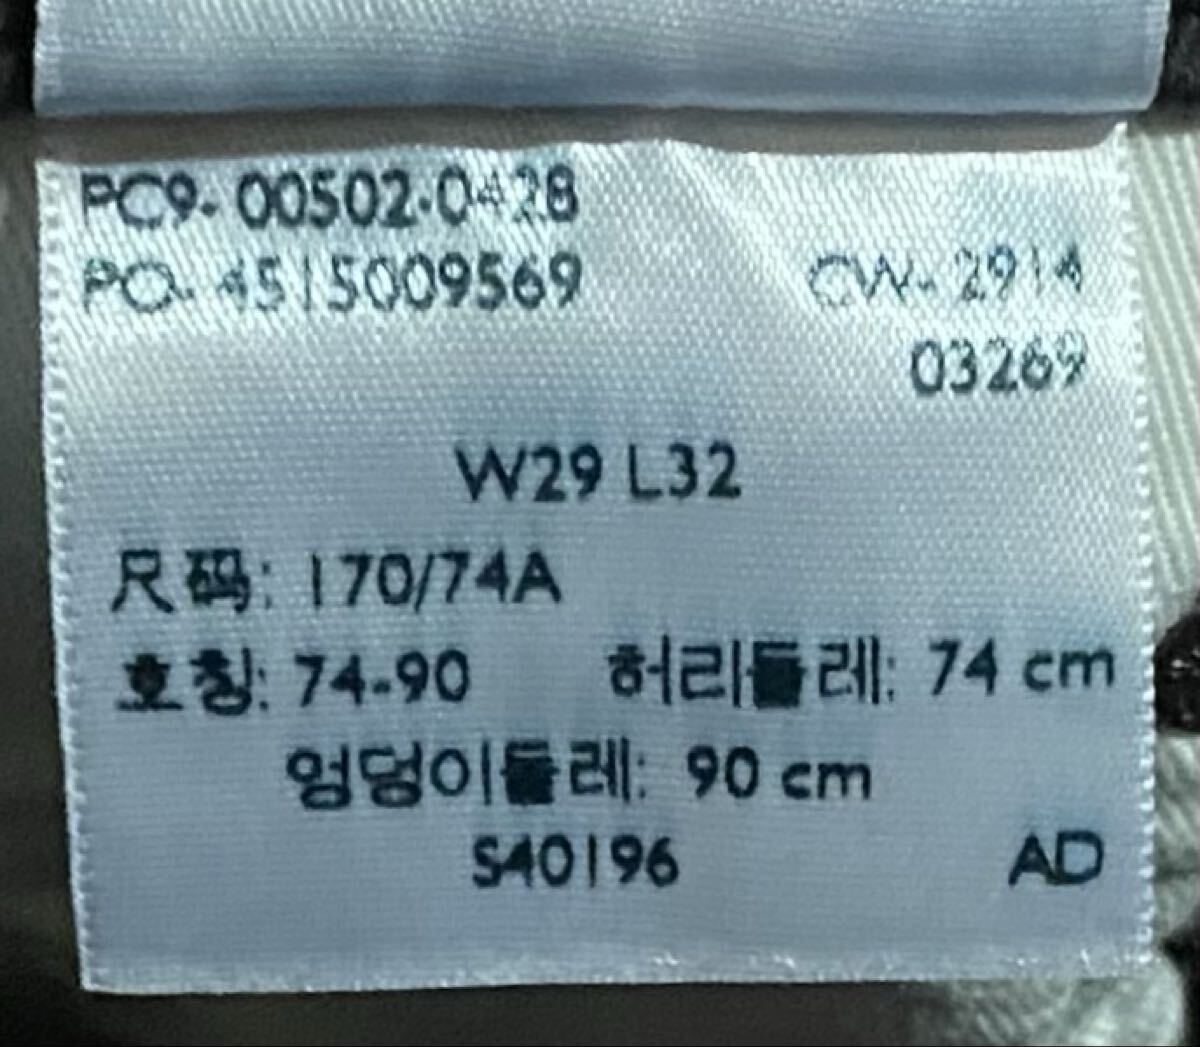 PC9- 00502-0428
PO- 4515009569 CW- 2914
03269
W29 L32
尺码: 170/74A
호칭: 74-90 허리둘레: 74 cm
엉덩이둘레: 90 cm
S40196 AD